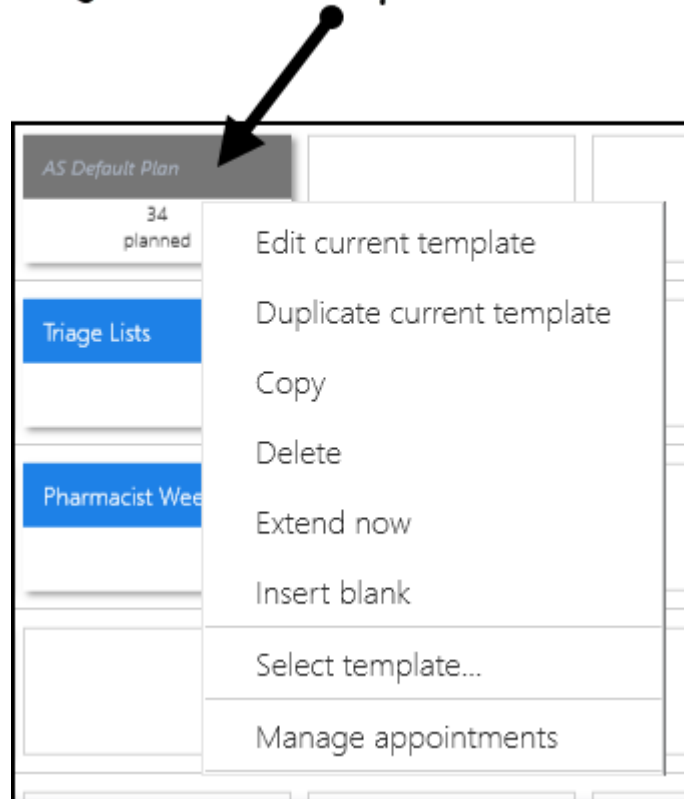 AS Default Plan
34
planned
Triage Lists
Pharmacist Wee
Edit current template
Duplicate current template
Copy
Delete
Extend now
Insert blank
Select template...
Manage appointments